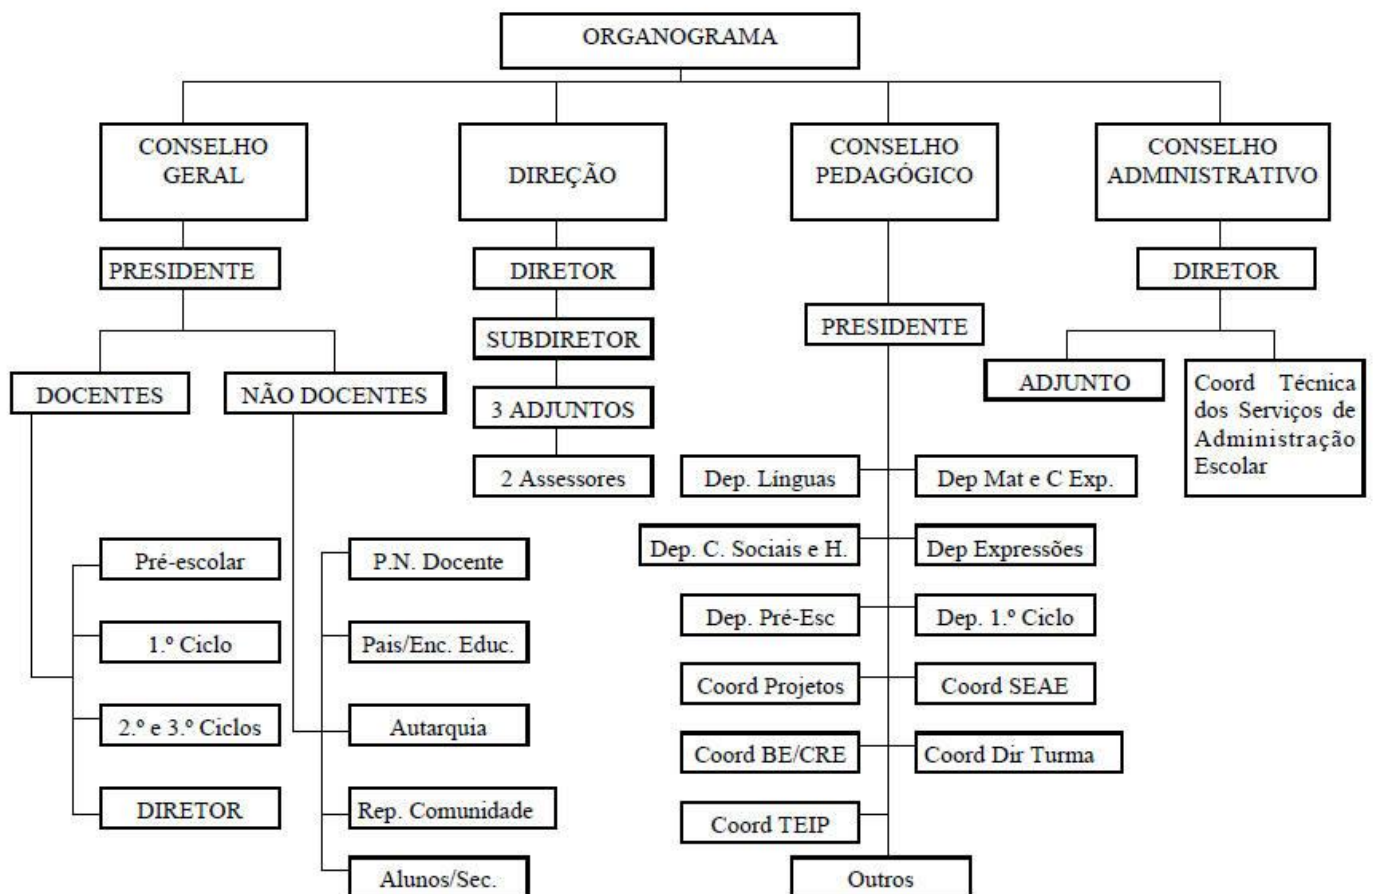 ORGANOGRAMA
CONSELHO
GERAL
DIREÇÃO
CONSELHO
PEDAGÓGICO
CONSELHO
ADMINISTRATIVO
PRESIDENTE
DIRETOR
DIRETOR
PRESIDENTE
SUBDIRETOR
DOCENTES
NÃO DOCENTES
3 ADJUNTOS
ADJUNTO
Coord Técnica
dos Serviços de
Administração
Escolar
2 Assessores
Dep. Línguas
Dep Mat e C Exp.
Dep. C. Sociais e H.
Dep Expressões
Pré-escolar
P.N. Docente
Dep. Pré-Esc
Dep. 1.º Ciclo
1.º Ciclo
Pais/Enc. Educ.
Coord Projetos
Coord SEAE
2.º e 3.º Ciclos
Autarquia
Coord BE/CRE
Coord Dir Turma
DIRETOR
Rep. Comunidade
Coord TEIP
Alunos/Sec.
Outros